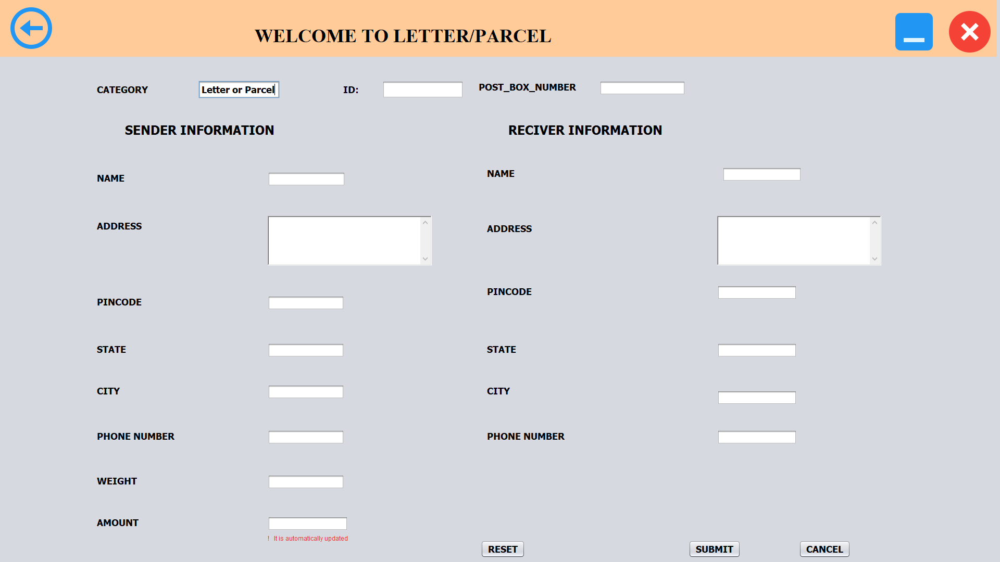 WELCOME TO LETTER/PARCEL
CATEGORY Letter or Parcel ID: POST_BOX_NUMBER
SENDER INFORMATION RECIVER INFORMATION
NAME NAME
ADDRESS ADDRESS
PINCODE PINCODE
STATE STATE
CITY CITY
PHONE NUMBER PHONE NUMBER
WEIGHT
AMOUNT
! It is automatically updated
RESET SUBMIT CANCEL